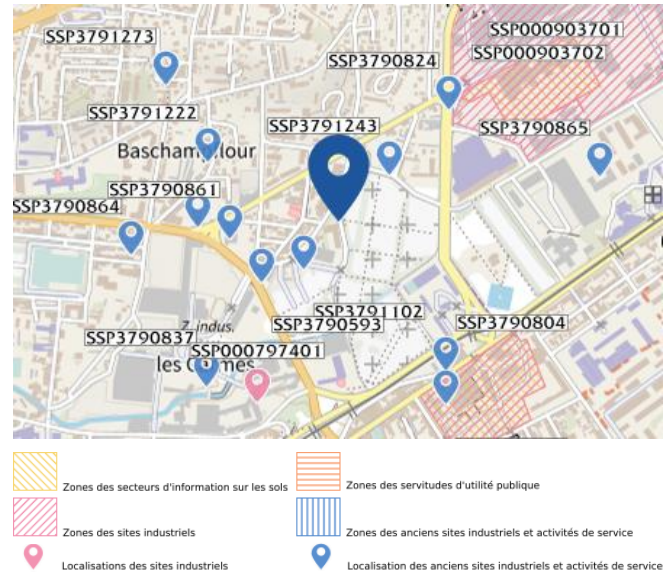 SSP3791273
SSP000903701
SSP3790824
SSP000903702
SSP3791222
SSP3791243
SSP3790865
SSP3790861
SSP3790864
SSP3791102
SSP3790593
SSP3790804
SSP3790837
SSP000797401
Z. indus.
Zones des secteurs d'information sur les sols
Zones des servitudes d'utilité publique
Zones des sites industriels
Zones des anciens sites industriels et activités de service
Localisations des sites industriels
Localisation des anciens sites industriels et activités de service